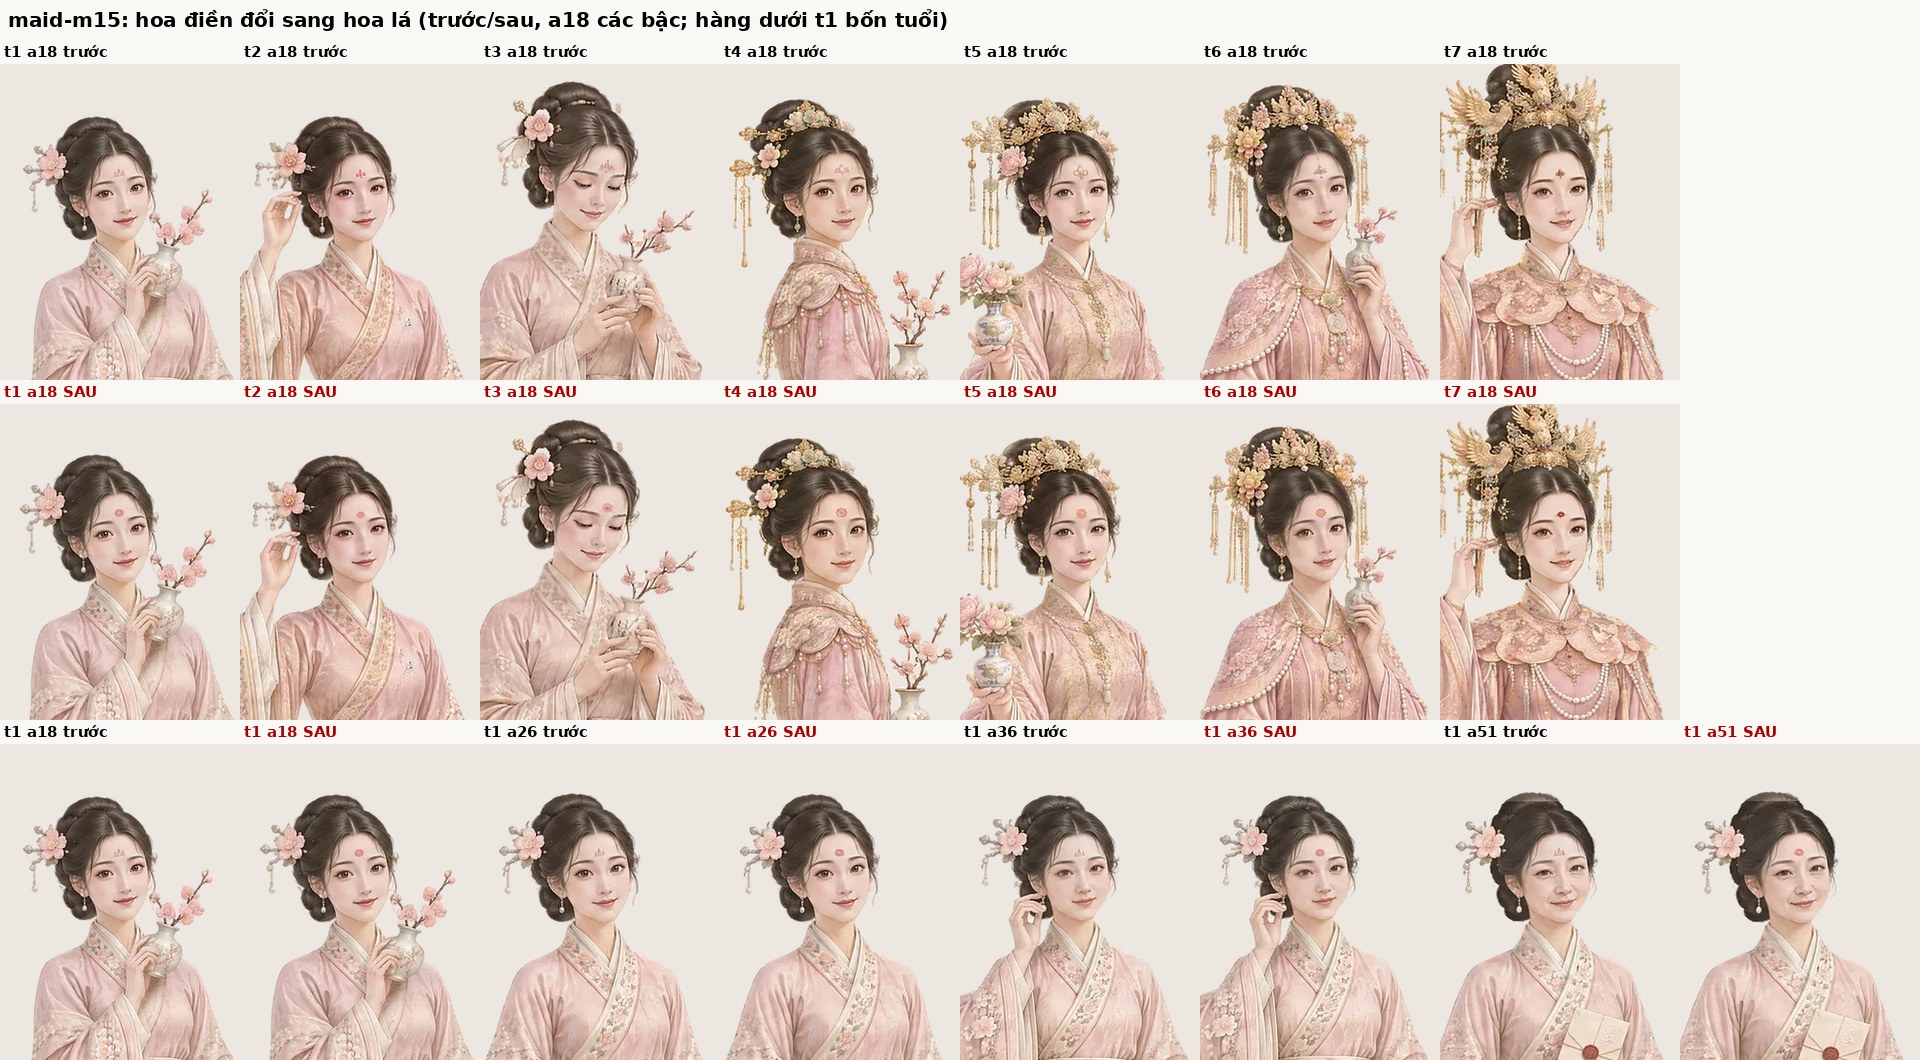 maid-m15: hoa điền đổi sang hoa lá (trước/sau, a18 các bậc; hàng dưới t1 bốn tuổi)
t1 a18 trước
t2 a18 trước
t3 a18 trước
t4 a18 trước
t5 a18 trước
t6 a18 trước
t7 a18 trước
t1 a18 SAU
t2 a18 SAU
t3 a18 SAU
t4 a18 SAU
t5 a18 SAU
t6 a18 SAU
t7 a18 SAU
t1 a18 trước
t1 a18 SAU
t1 a26 trước
t1 a26 SAU
t1 a36 trước
t1 a36 SAU
t1 a51 trước
t1 a51 SAU